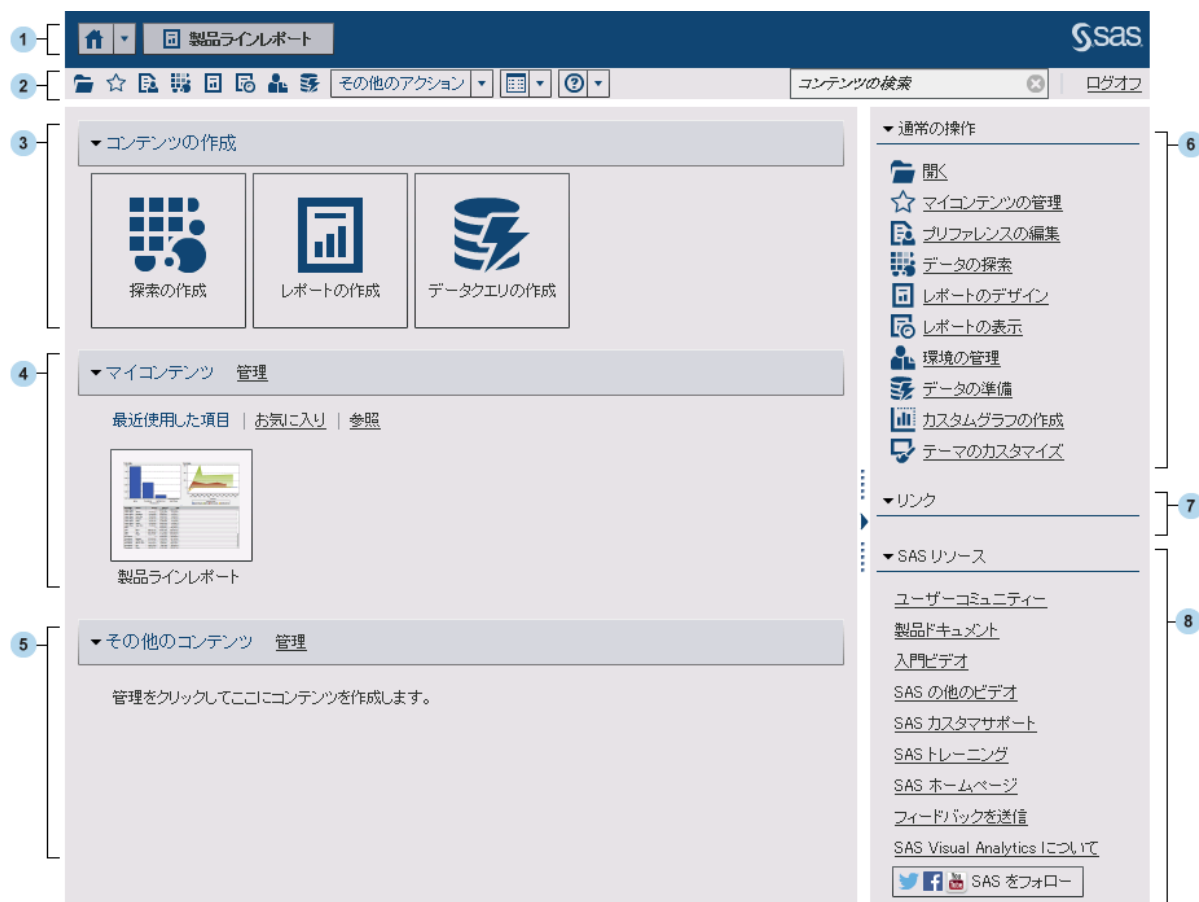 1
製品ラインレポート
sas
2
その他のアクション
コンテンツの検索
ログオフ
3
コンテンツの作成
探索の作成
レポートの作成
データクエリの作成
4
マイコンテンツ 管理
最近使用した項目 | お気に入り | 参照
製品ラインレポート
5
その他のコンテンツ 管理
管理をクリックしてここにコンテンツを作成します。
6
通常の操作
開く
マイコンテンツの管理
プリファレンスの編集
データの探索
レポートのデザイン
レポートの表示
環境の管理
データの準備
カスタムグラフの作成
テーマのカスタマイズ
7
リンク
8
SAS リソース
ユーザーコミュニティー
製品ドキュメント
入門ビデオ
SAS の他のビデオ
SAS カスタマサポート
SAS トレーニング
SAS ホームページ
フィードバックを送信
SAS Visual Analytics について
SAS をフォロー